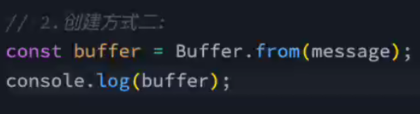 // 2.创建方式二:
const buffer = Buffer.from(message);
console.log(buffer);